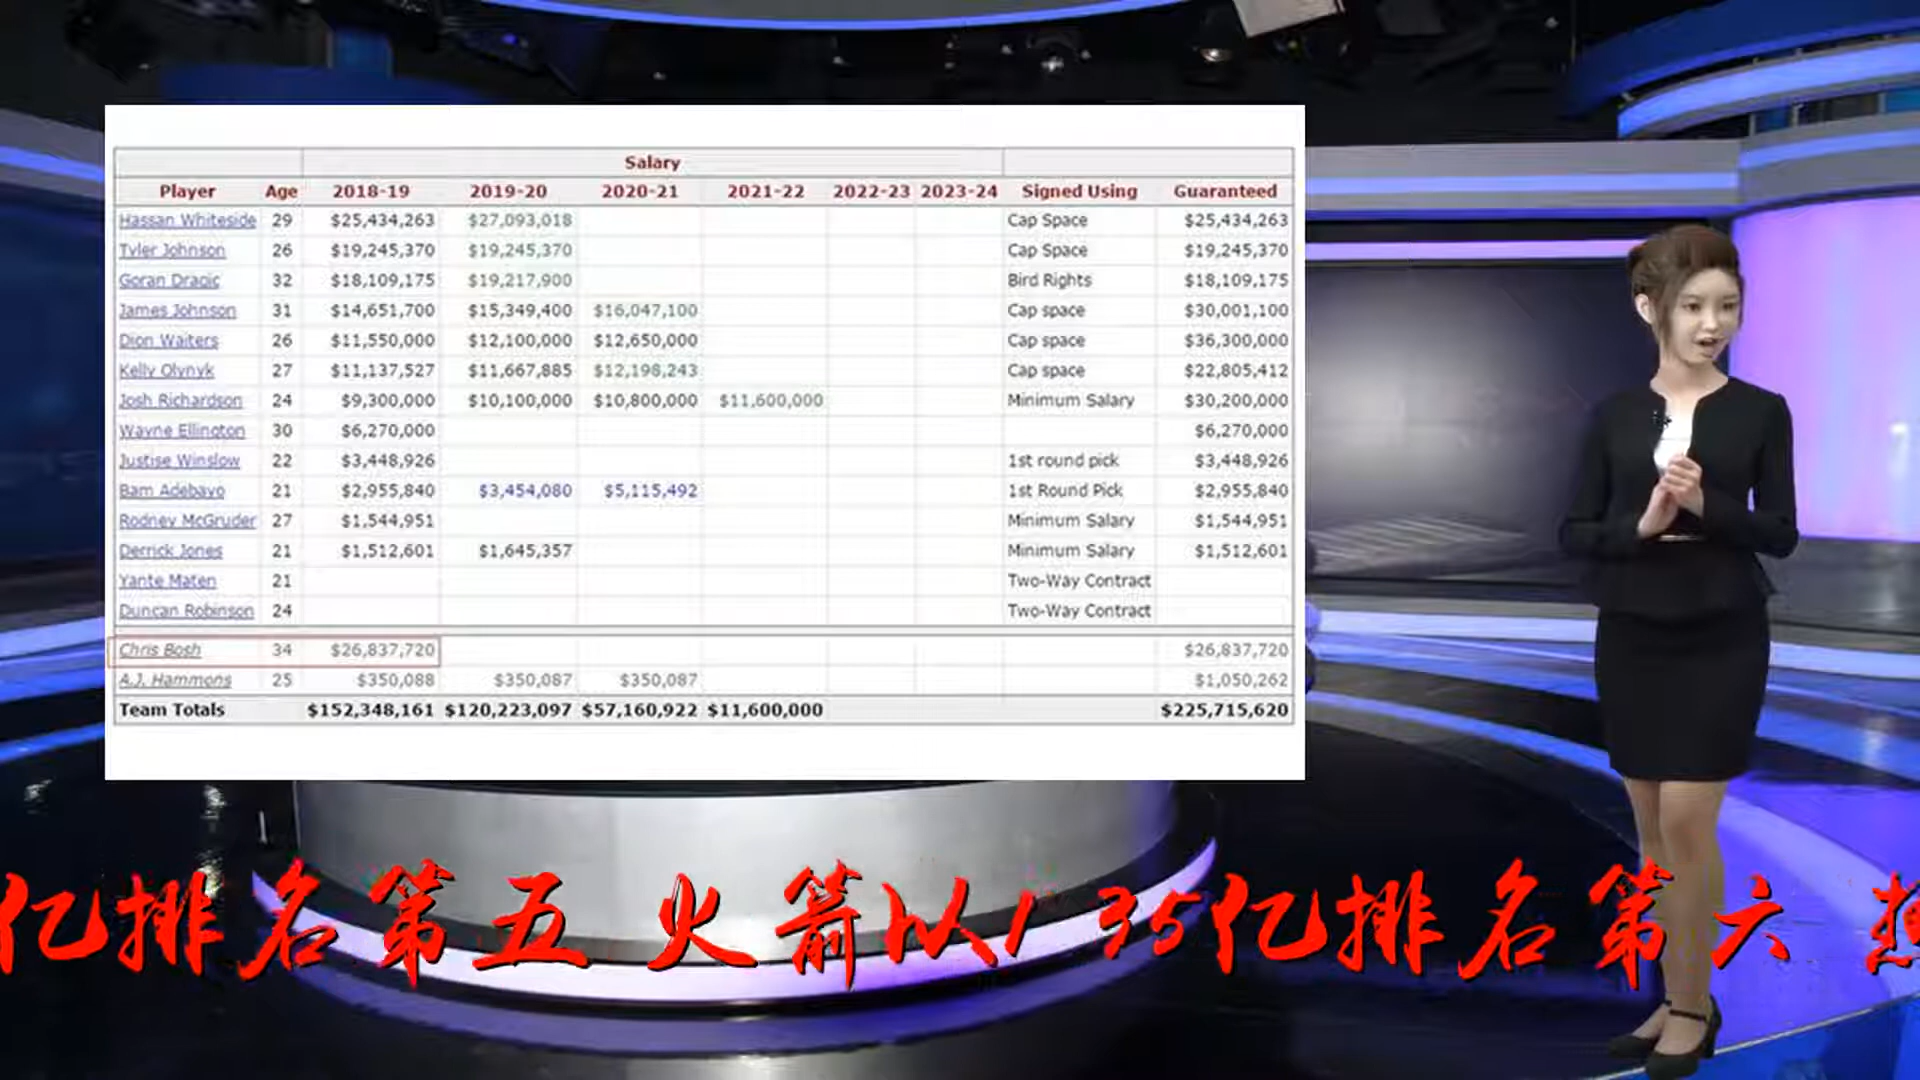 Salary
Player Age 2018-19 2019-20 2020-21 2021-22 2022-23 2023-24 Signed Using Guaranteed
Hassan Whiteside 29 $25,434,263 $27,093,018 Cap Space $25,434,263
Tyler Johnson 26 $19,245,370 $19,245,370 Cap Space $19,245,370
Goran Dragic 32 $18,109,175 $19,217,900 Bird Rights $18,109,175
James Johnson 31 $14,651,700 $15,349,400 $16,047,100 Cap space $30,001,100
Dion Waiters 26 $11,550,000 $12,100,000 $12,650,000 Cap space $36,300,000
Kelly Olynyk 27 $11,137,527 $11,667,885 $12,198,243 Cap space $22,805,412
Josh Richardson 24 $9,300,000 $10,100,000 $10,800,000 $11,600,000 Minimum Salary $30,200,000
Wayne Ellington 30 $6,270,000 $6,270,000
Justise Winslow 22 $3,448,926 1st round pick $3,448,926
Bam Adebayo 21 $2,955,840 $3,454,080 $5,115,492 1st Round Pick $2,955,840
Rodney McGruder 27 $1,544,951 Minimum Salary $1,544,951
Derrick Jones 21 $1,512,601 $1,645,357 Minimum Salary $1,512,601
Yante Maten 21 Two-Way Contract
Duncan Robinson 24 Two-Way Contract
Chris Bosh 34 $26,837,720 $26,837,720
A.J. Hammons 25 $350,088 $350,087 $350,087 $1,050,262
Team Totals $152,348,161 $120,223,097 $57,160,922 $11,600,000 $225,715,620
亿排名第五 火箭以1 35亿排名第六